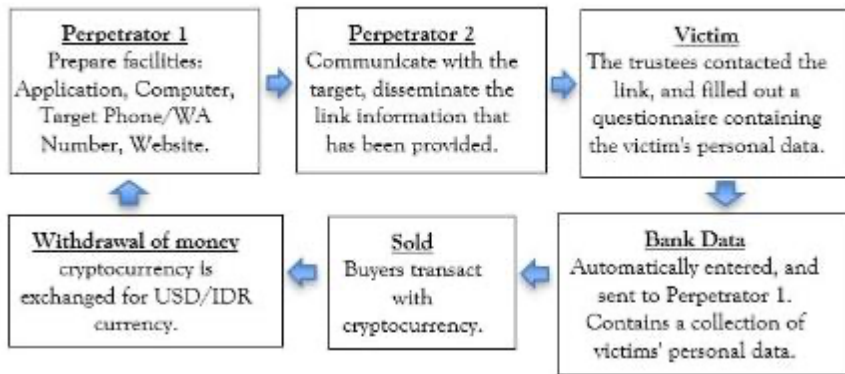 Perpetrator 1
Prepare facilities:
Application, Computer,
Target Phone/WA
Number, Website.
Perpetrator 2
Communicate with the
target, disseminate the
link information that
has been provided.
Victim
The trustees contacted the
link, and filled out a
questionnaire containing
the victim's personal data.
Bank Data
Automatically entered, and
sent to Perpetrator 1.
Contains a collection of
victims' personal data.
Sold
Buyers transact
with
cryptocurrency.
Withdrawal of money
cryptocurrency is
exchanged for USD/IDR
currency.